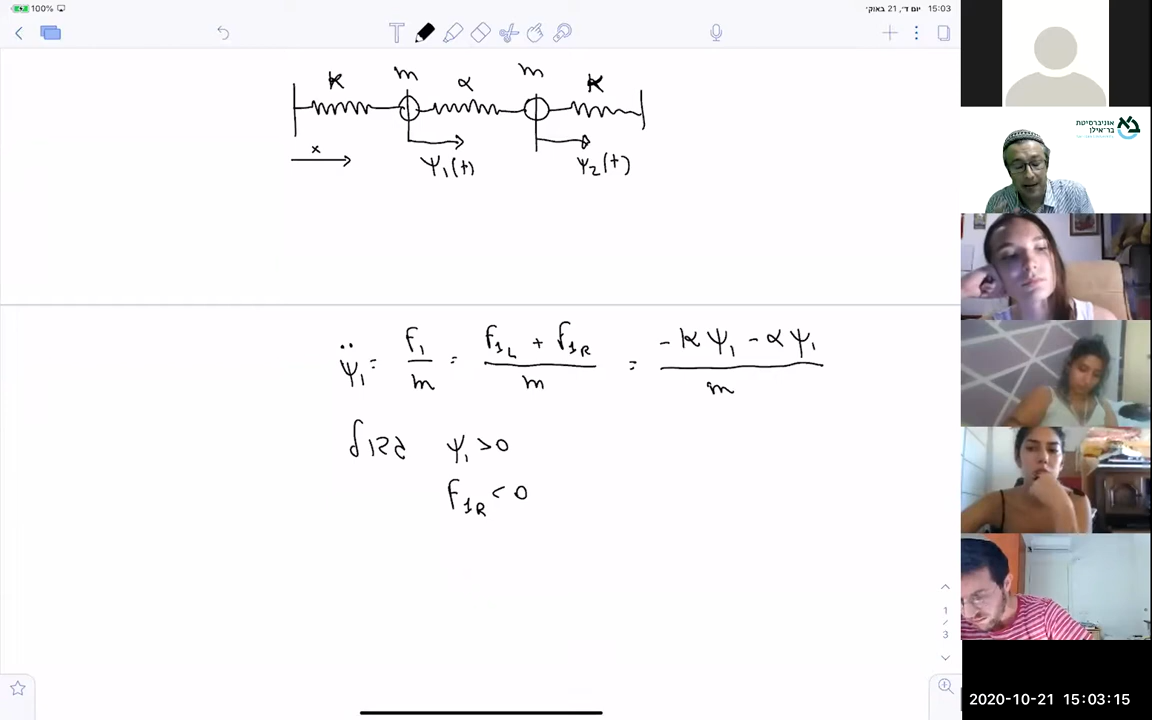 100%
15:03 יום ד׳, 21 באוק׳
T
K m α m K
x
ψ₁(t) ψ₂(t)
ψ̈₁ = F₁/m = (F₁L + F₁R)/m = (-Kψ₁ - αψ₁)/m
ψ₁ > 0
F₁R < 0
1
/
3
אוניברסיטת
בר־אילן
2020-10-21 15:03:15